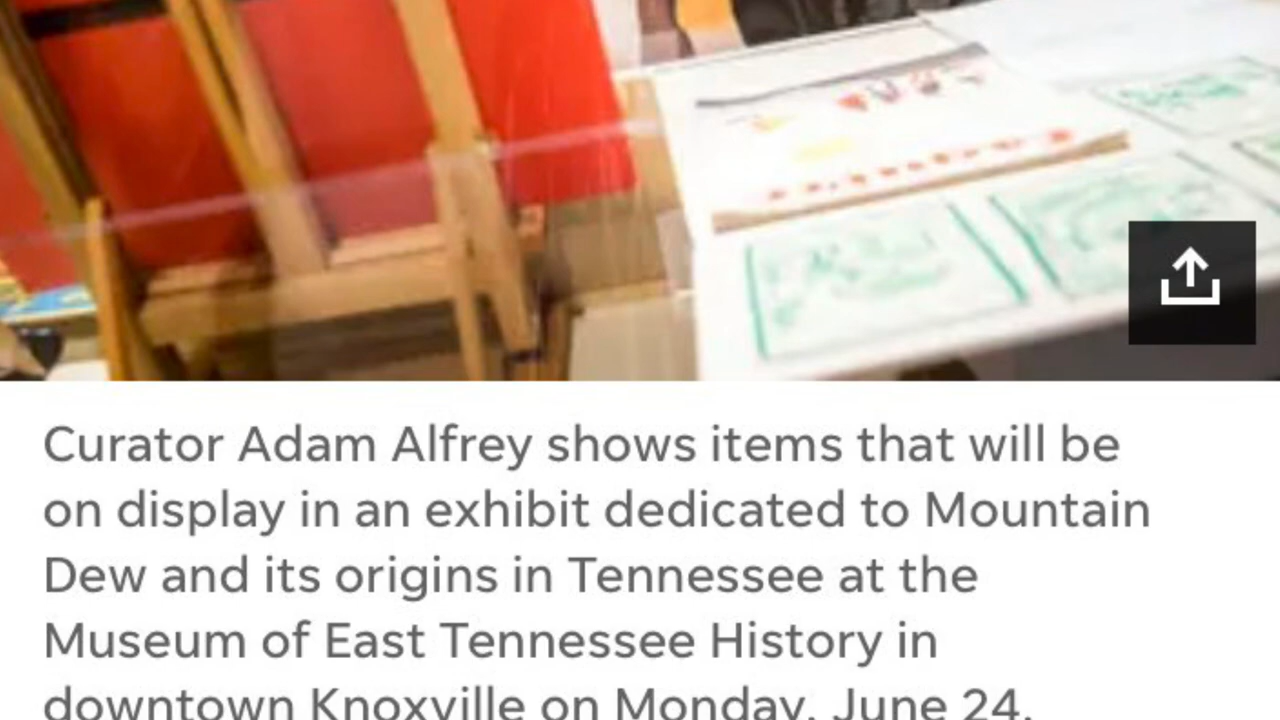 Curator Adam Alfrey shows items that will be
on display in an exhibit dedicated to Mountain
Dew and its origins in Tennessee at the
Museum of East Tennessee History in
downtown Knoxville on Monday, June 24,